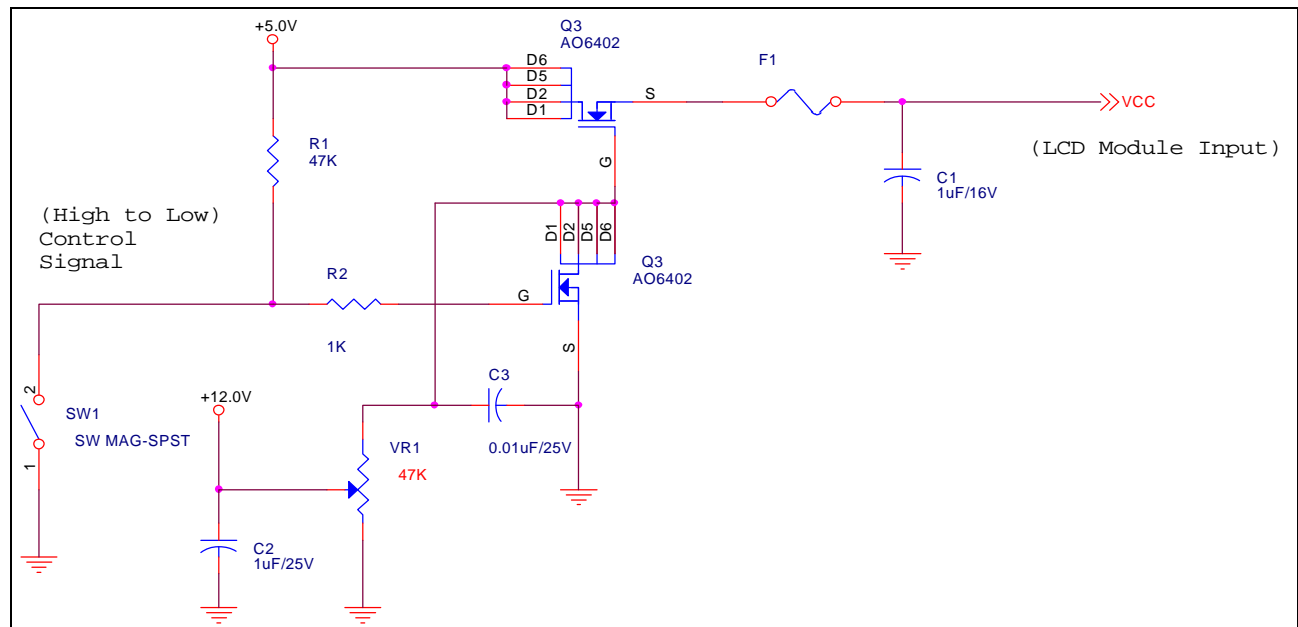 +5.0V
Q3
AO6402
D6
D5
D2
D1
S
F1
VCC
(LCD Module Input)
R1
47K
G
C1
1uF/16V
(High to Low)
Control
Signal
D1
D2
D5
D6
Q3
AO6402
R2
1K
G
S
C3
0.01uF/25V
2
SW1
SW MAG-SPST
1
+12.0V
VR1
47K
C2
1uF/25V